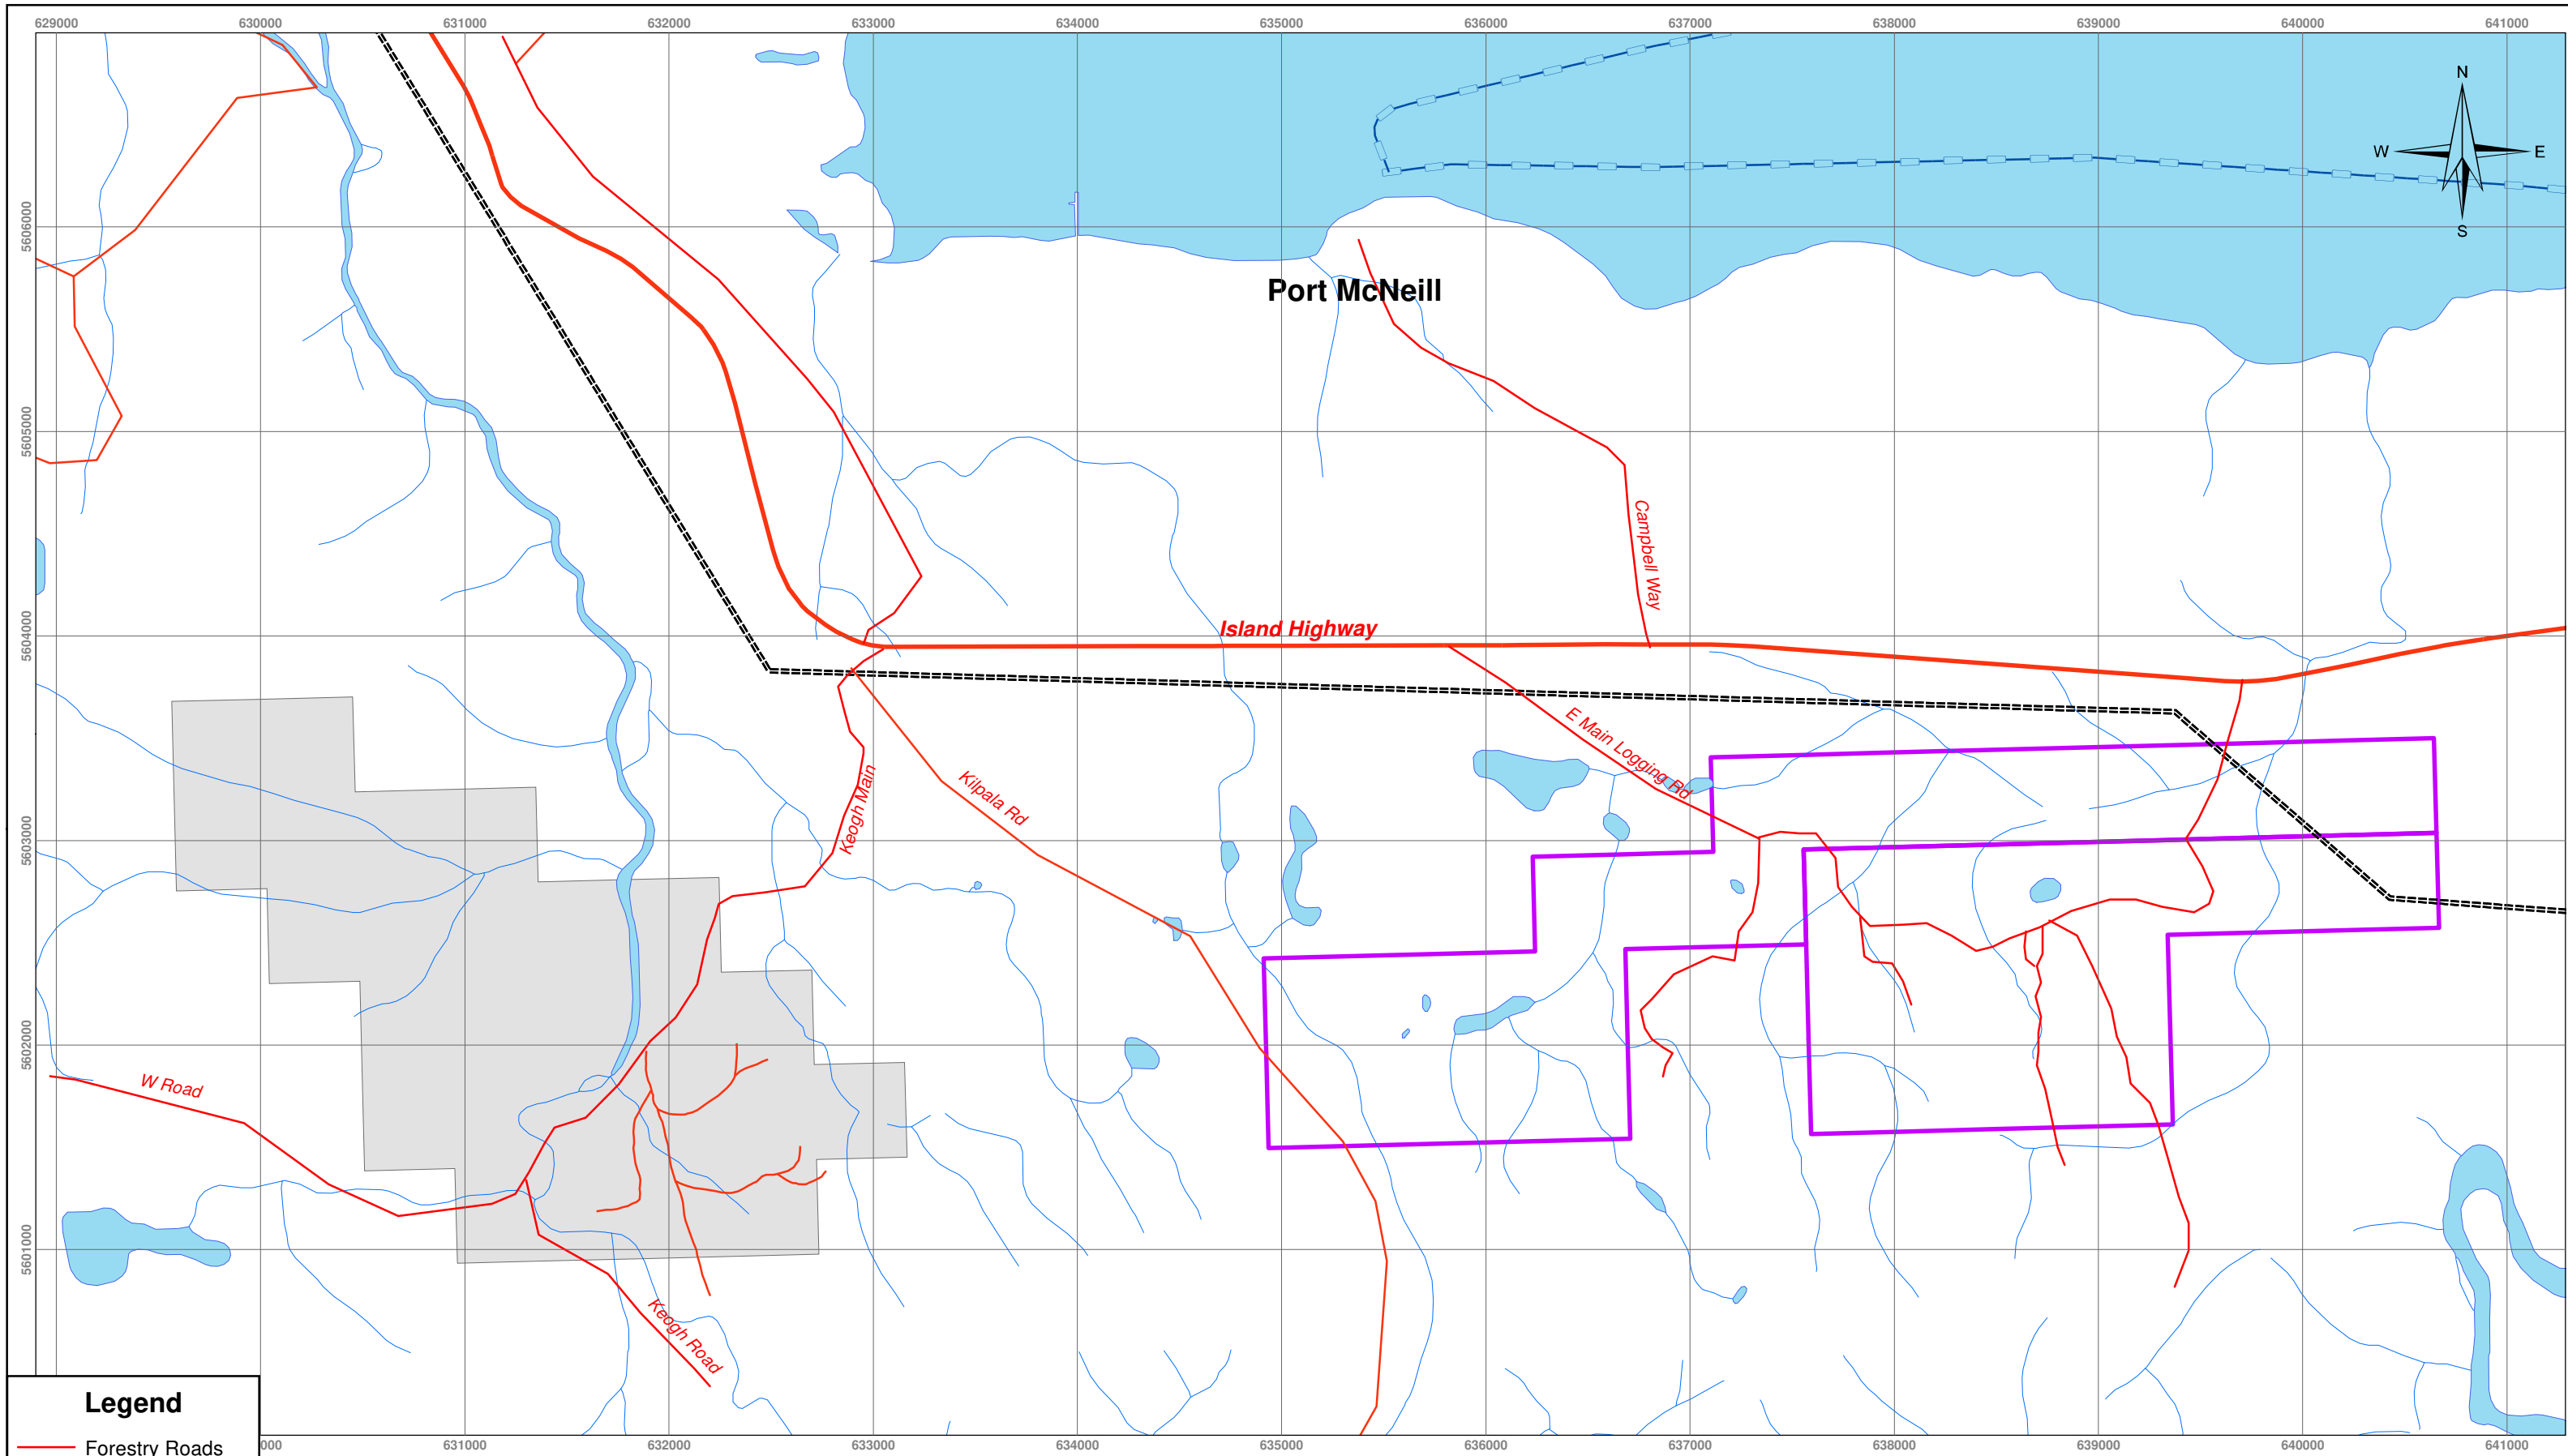 629000 630000 631000 632000 633000 634000 635000 636000 637000 638000 639000 640000 641000
N
W E
S
5606000
Port McNeill
5605000
Campbell Way
5604000
Island Highway
E Main Logging Rd
Kilpala Rd
Keogh Main
5603000
5602000
W Road
5601000
Keogh Road
Legend
Forestry Roads
000 631000 632000 633000 634000 635000 636000 637000 638000 639000 640000 641000